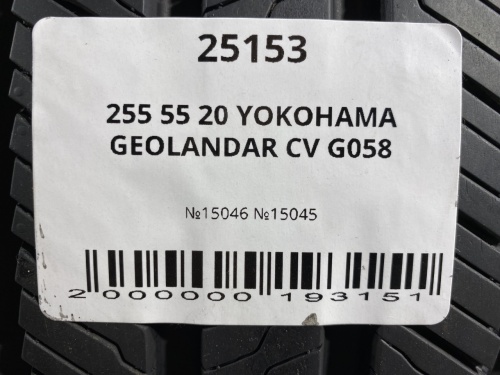 25153
255 55 20 YOKOHAMA
GEOLANDAR CV G058
№15046 №15045
2 000000 193151